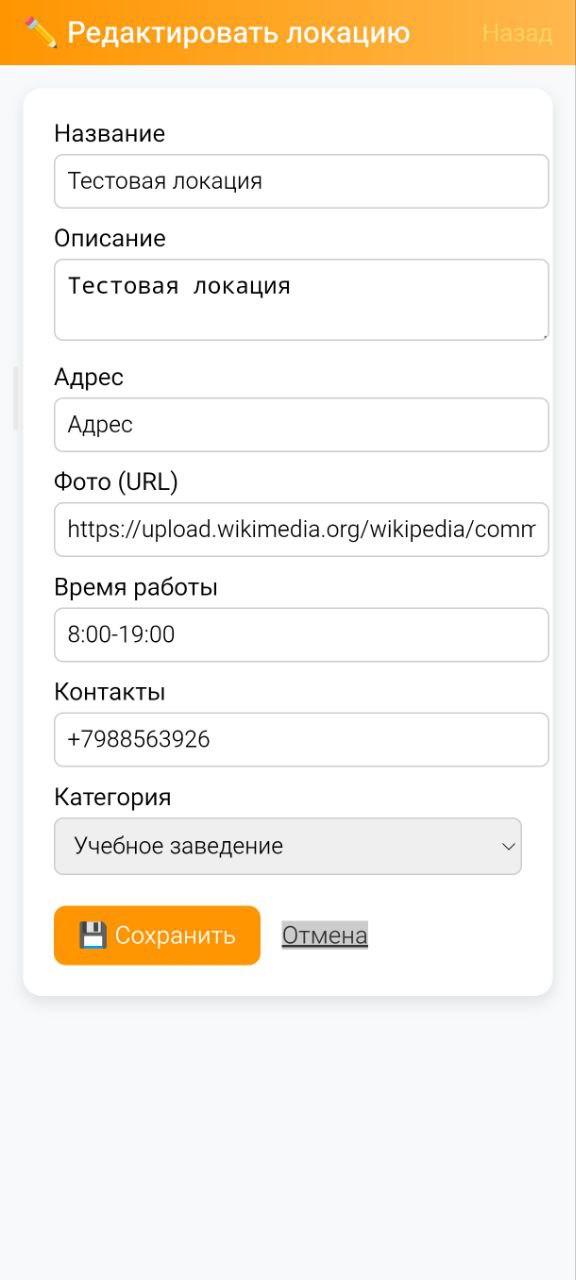 ✏️ Редактировать локацию Назад
Название
Тестовая локация
Описание
Тестовая локация
Адрес
Адрес
Фото (URL)
https://upload.wikimedia.org/wikipedia/comm
Время работы
8:00-19:00
Контакты
+7988563926
Категория
Учебное заведение
💾 Сохранить Отмена